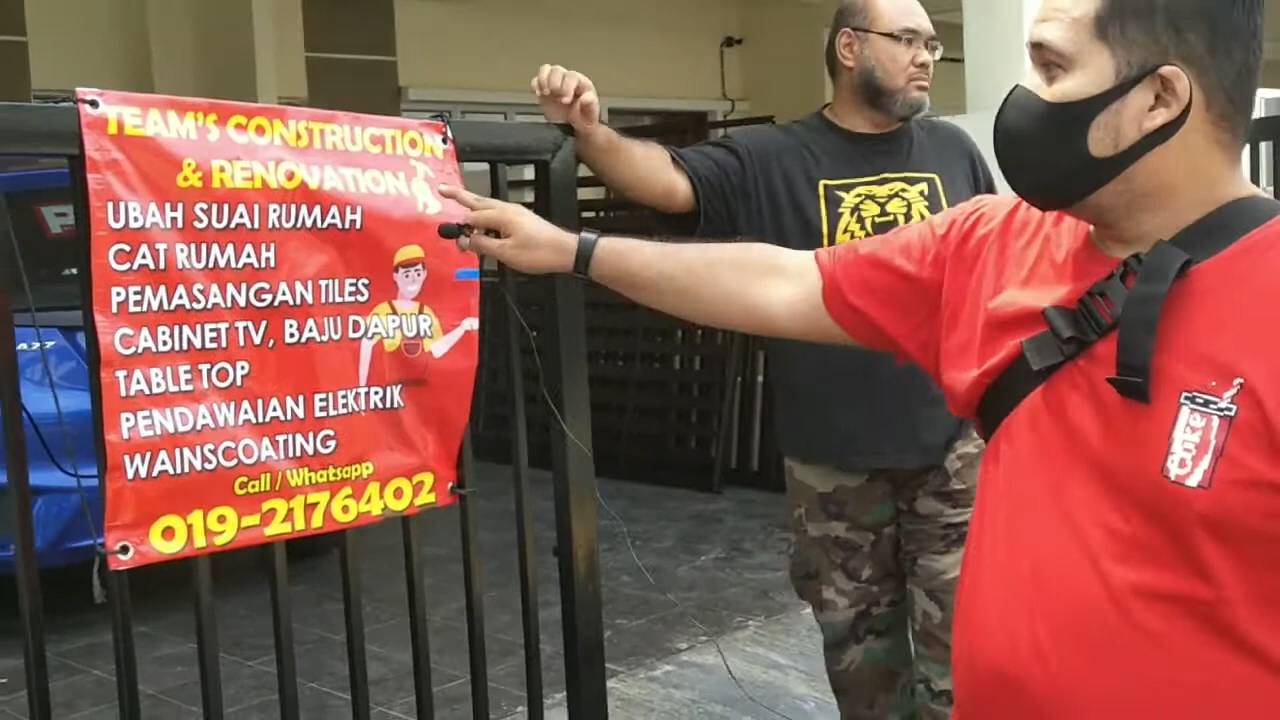 TEAM'S CONSTRUCTION
& RENOVATION
UBAH SUAI RUMAH
CAT RUMAH
PEMASANGAN TILES
CABINET TV, BAJU DAPUR
TABLE TOP
PENDAWAIAN ELEKTRIK
WAINSCOATING
Call / Whatsapp
019-2176402
Coke